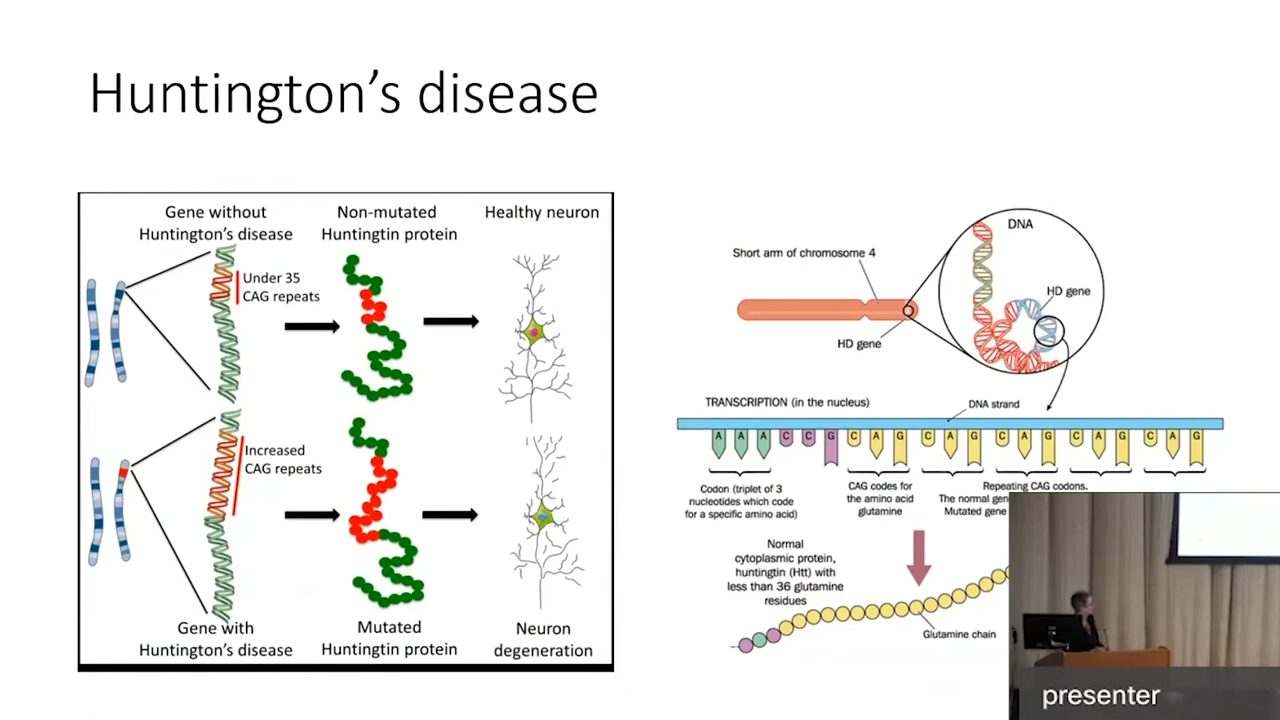 Huntington's disease
Gene without
Huntington's disease
Non-mutated
Huntingtin protein
Healthy neuron
Under 35
CAG repeats
Increased
CAG repeats
Gene with
Huntington's disease
Mutated
Huntingtin protein
Neuron
degeneration
DNA
Short arm of chromosome 4
HD gene
HD gene
TRANSCRIPTION (in the nucleus)
DNA strand
A A A C C G C A G C A G C A G C A G C A G
Codon (triplet of 3
nucleotides which code
for a specific amino acid)
CAG codes for
the amino acid
glutamine
Repeating CAG codons.
The normal gen
Mutated gene
Normal
cytoplasmic protein,
huntingtin (Htt) with
less than 36 glutamine
residues
Glutamine chain
presenter